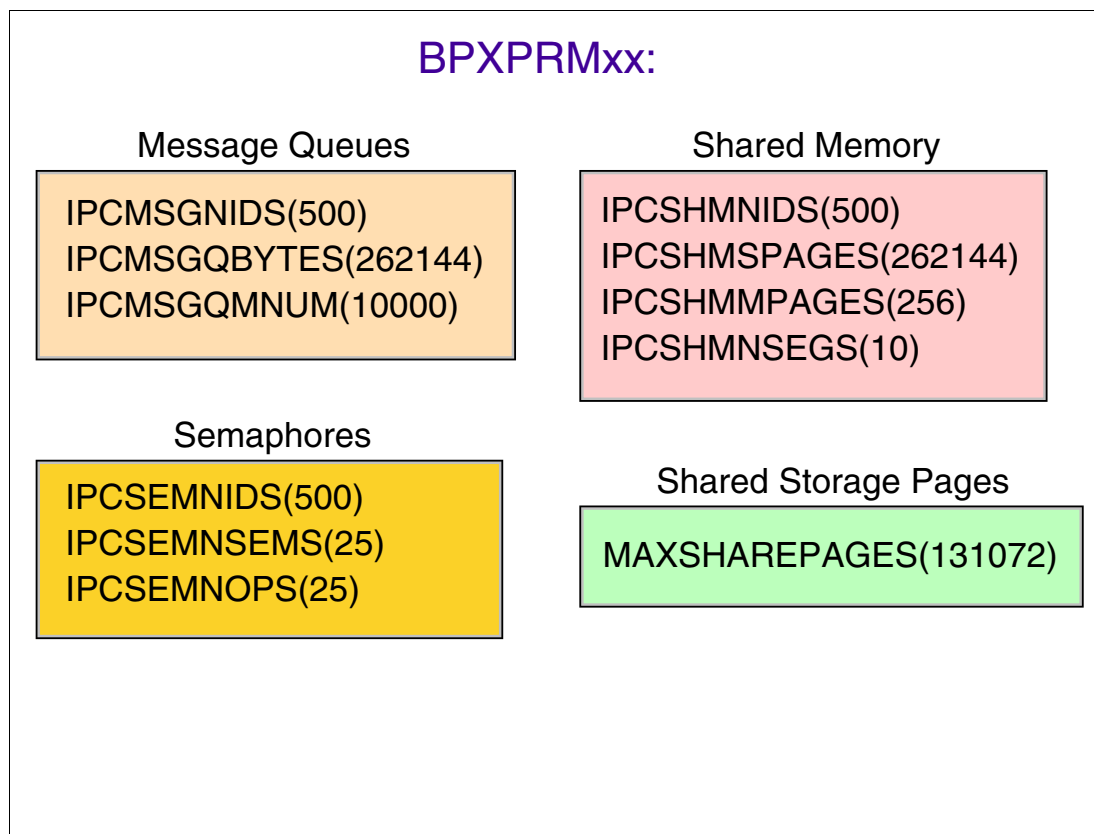 BPXPRMxx:
Message Queues
IPCMSGNIDS(500)
IPCMSGQBYTES(262144)
IPCMSGQMNUM(10000)
Shared Memory
IPCSHMNIDS(500)
IPCSHMSPAGES(262144)
IPCSHMMPAGES(256)
IPCSHMNSEGS(10)
Semaphores
IPCSEMNIDS(500)
IPCSEMNSEMS(25)
IPCSEMNOPS(25)
Shared Storage Pages
MAXSHAREPAGES(131072)